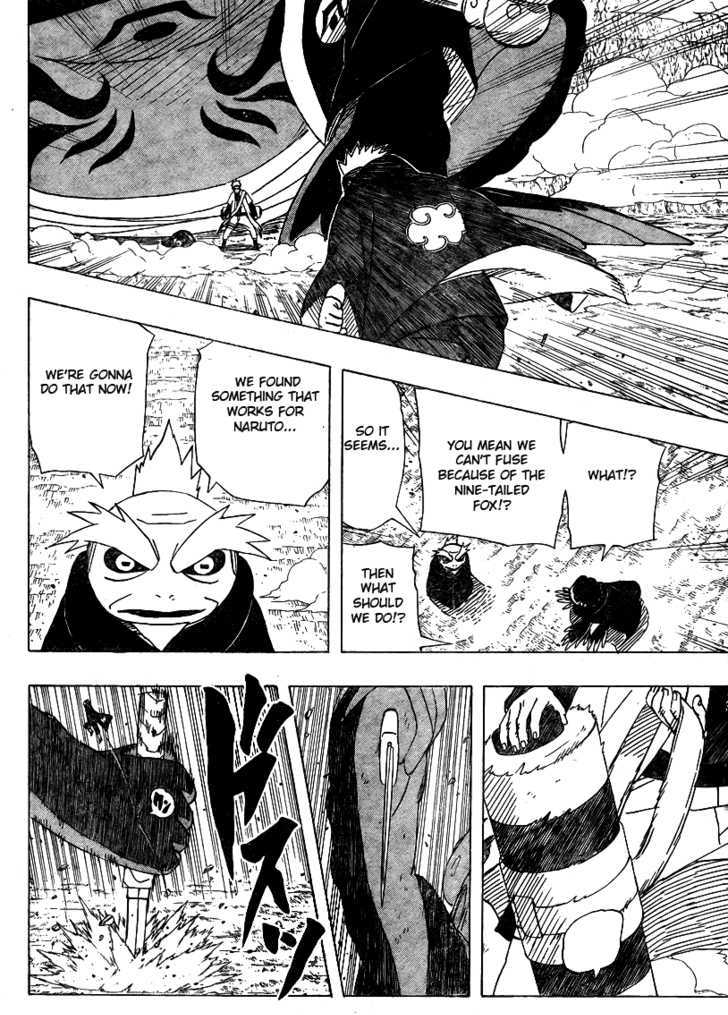 WHAT!?
YOU MEAN WE
CAN'T FUSE
BECAUSE OF THE
NINE-TAILED
FOX!?
SO IT
SEEMS...
THEN
WHAT
SHOULD
WE DO!?
WE FOUND
SOMETHING THAT
WORKS FOR
NARUTO...
WE'RE GONNA
DO THAT NOW!
ドスッ